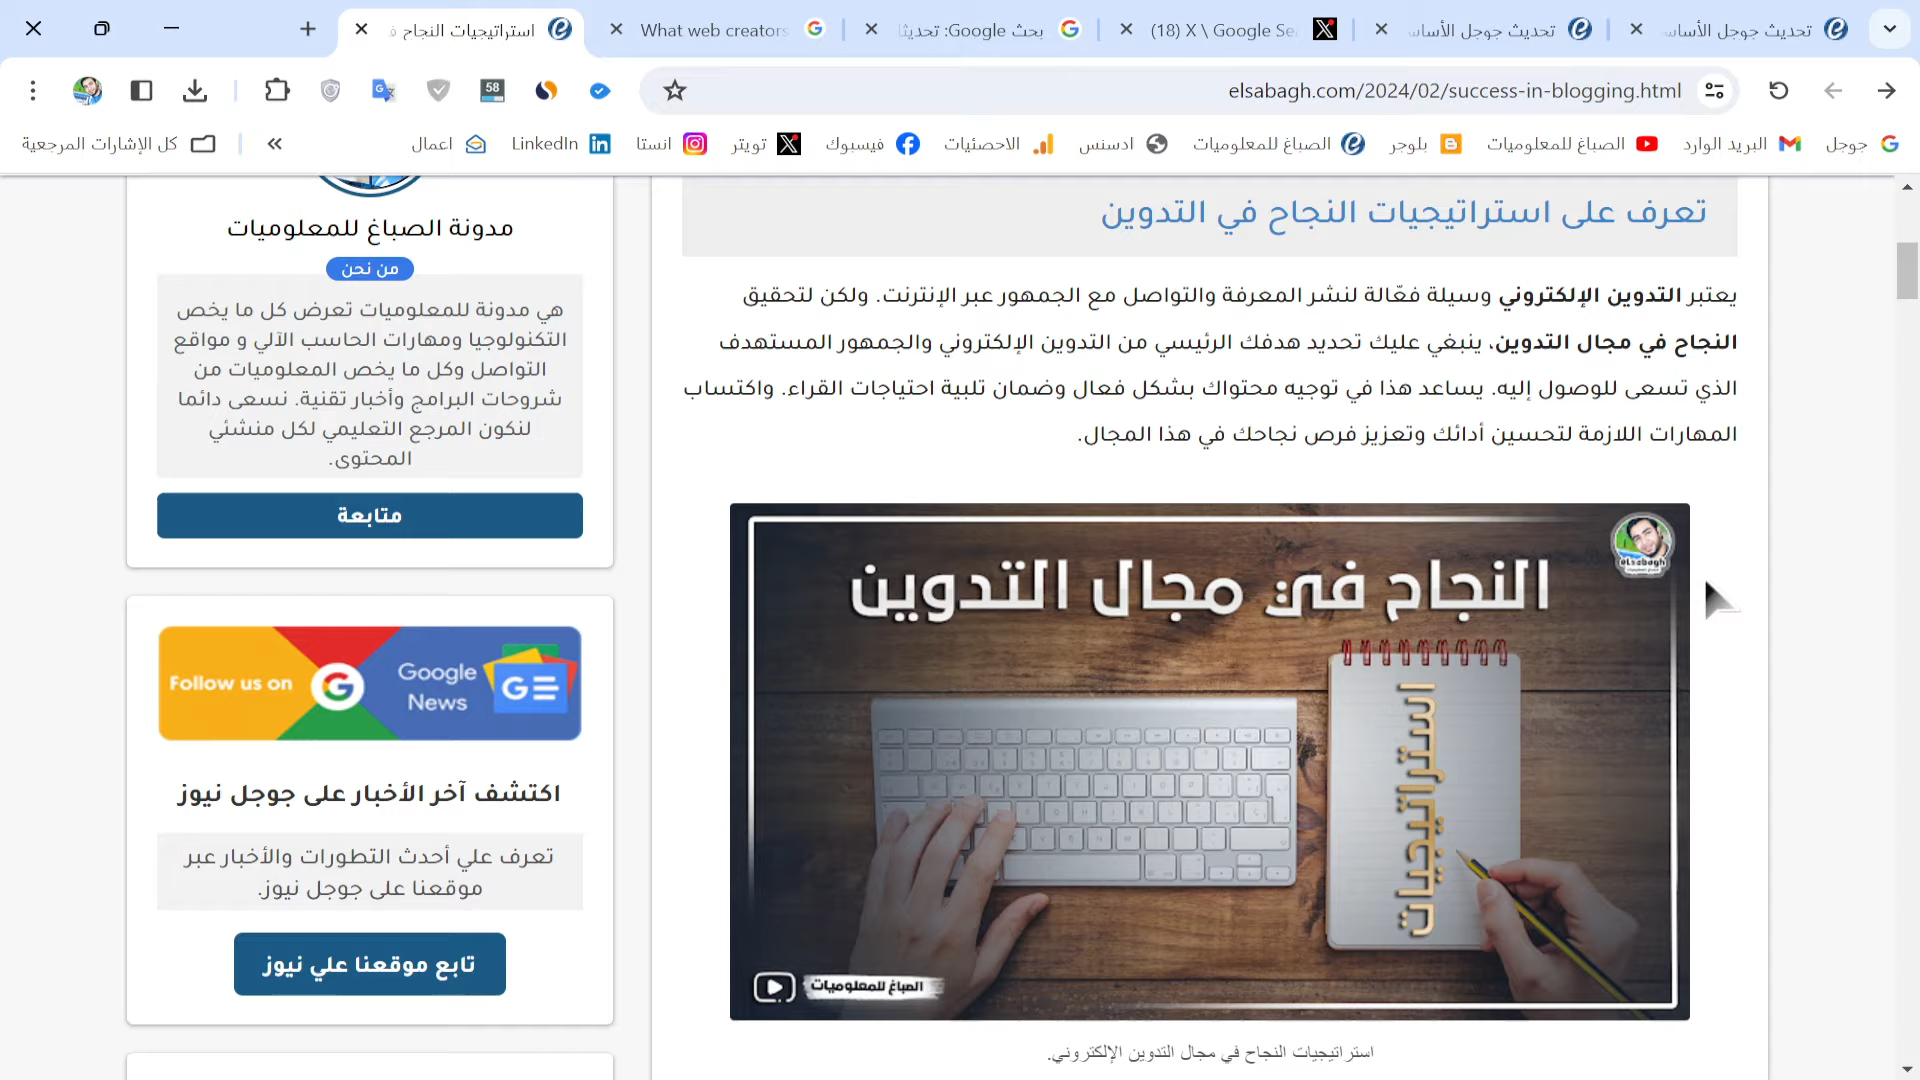 استراتيجيات النجاح ف
What web creators
بحث Google: تحديثا
(18) X \ Google Se
تحديث جوجل الأساس
تحديث جوجل الأساس
58
elsabagh.com/2024/02/success-in-blogging.html
جوجل
البريد الوارد
الصباغ للمعلوميات
بلوجر
الصباغ للمعلوميات
ادسنس
الاحصئيات
فيسبوك
تويتر
انستا
LinkedIn
اعمال
كل الإشارات المرجعية
تعرف على استراتيجيات النجاح في التدوين
يعتبر التدوين الإلكتروني وسيلة فعّالة لنشر المعرفة والتواصل مع الجمهور عبر الإنترنت. ولكن لتحقيق
النجاح في مجال التدوين، ينبغي عليك تحديد هدفك الرئيسي من التدوين الإلكتروني والجمهور المستهدف
الذي تسعى للوصول إليه. يساعد هذا في توجيه محتواك بشكل فعال وضمان تلبية احتياجات القراء. واكتساب
المهارات اللازمة لتحسين أدائك وتعزيز فرص نجاحك في هذا المجال.
النجاح في مجال التدوين
elsabagh
استراتيجيات
الصباغ للمعلوميات
استراتيجيات النجاح في مجال التدوين الإلكتروني.
مدونة الصباغ للمعلوميات
من نحن
هي مدونة للمعلوميات تعرض كل ما يخص
التكنولوجيا ومهارات الحاسب الآلي و مواقع
التواصل وكل ما يخص المعلوميات من
شروحات البرامج وأخبار تقنية. نسعى دائما
لنكون المرجع التعليمي لكل منشئي
المحتوى.
متابعة
Follow us on
Google
News
اكتشف آخر الأخبار على جوجل نيوز
تعرف علي أحدث التطورات والأخبار عبر
موقعنا على جوجل نيوز.
تابع موقعنا علي نيوز